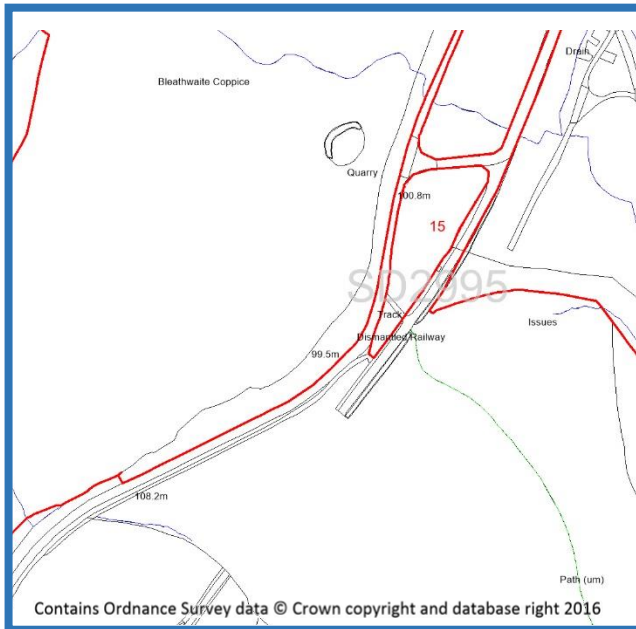 Drain
Bleathwaite Coppice
Quarry
100.8m
15
SD2995
Track
Issues
Dismantled Railway
99.5m
108.2m
Path (um)
Contains Ordnance Survey data © Crown copyright and database right 2016